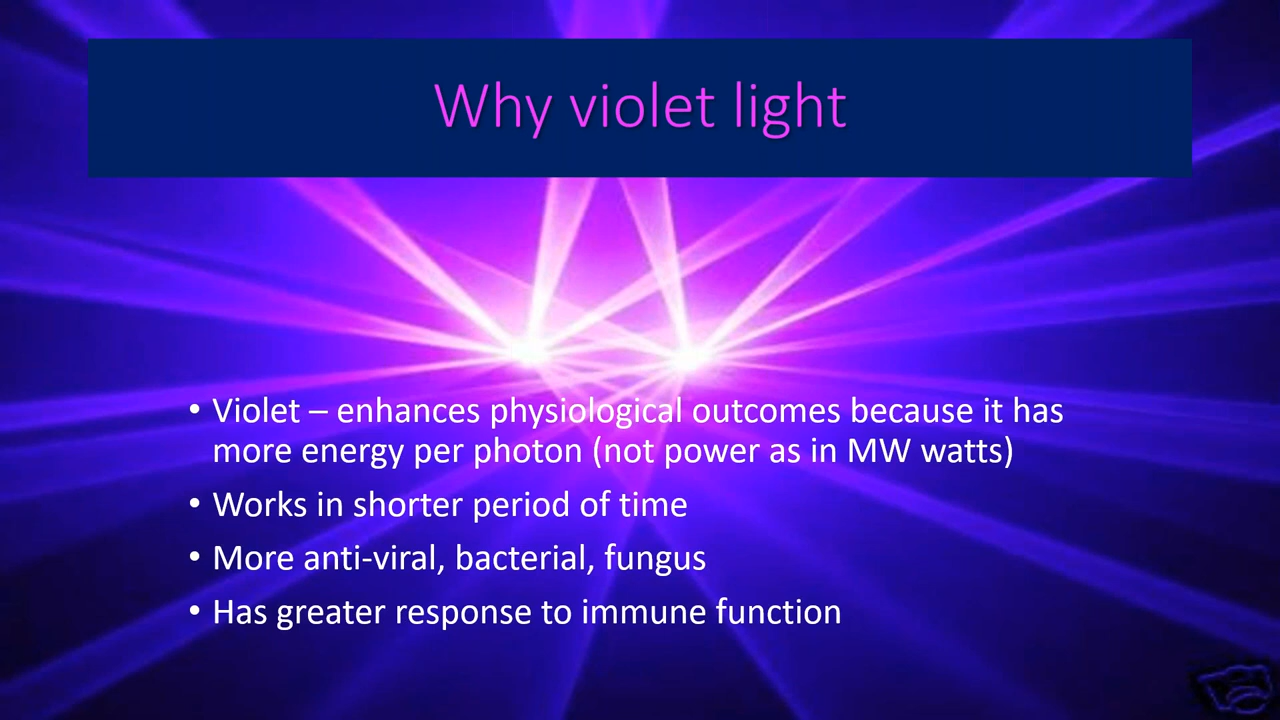 Why violet light
• Violet – enhances physiological outcomes because it has
more energy per photon (not power as in MW watts)
• Works in shorter period of time
• More anti-viral, bacterial, fungus
• Has greater response to immune function